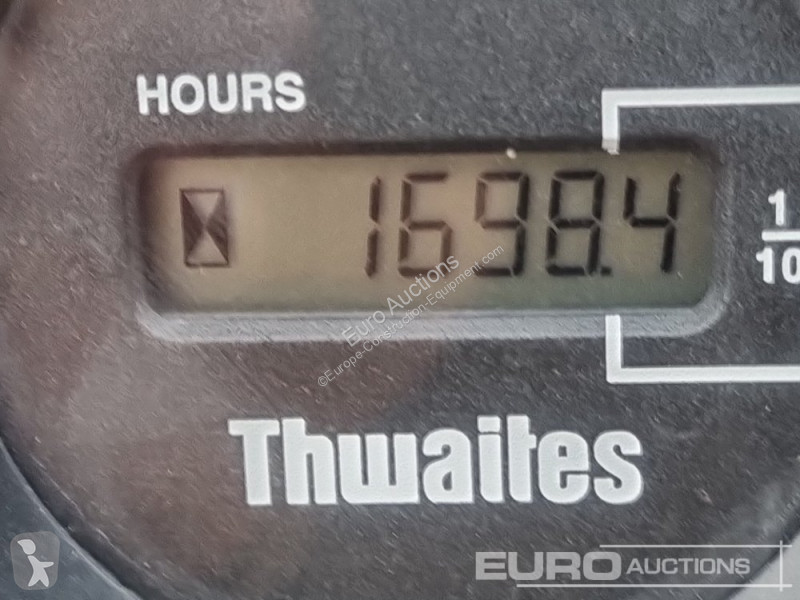 HOURS
1698.4
1
10
Euro Auctions
©Europe-Construction-Equipment.com
Thwaites
EURO AUCTIONS